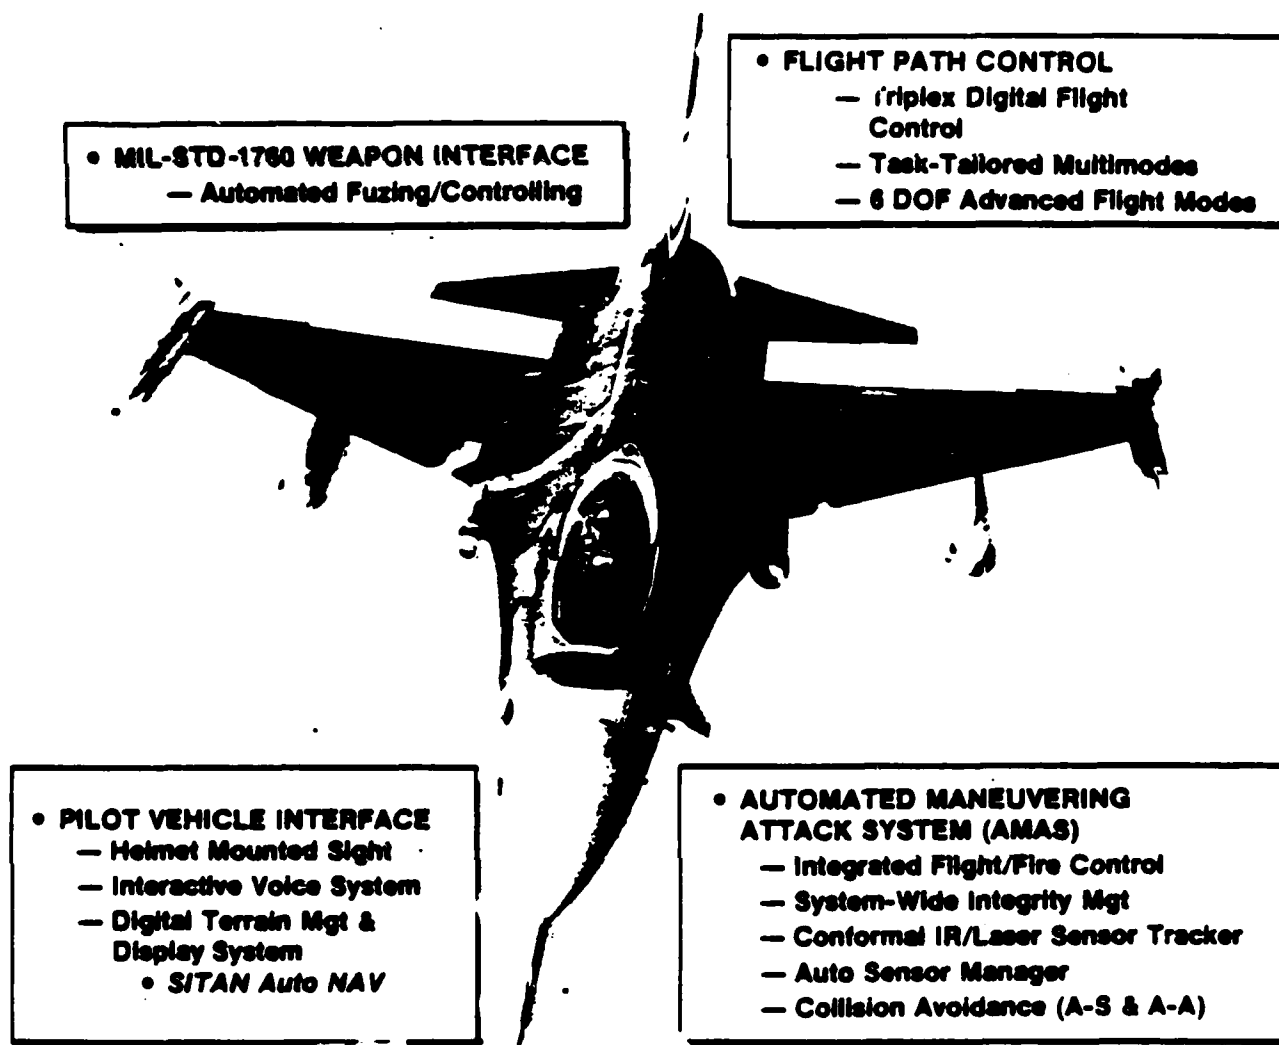 • FLIGHT PATH CONTROL
— Triplex Digital Flight
Control
— Task-Tailored Multimodes
— 6 DOF Advanced Flight Modes
• MIL-STD-1760 WEAPON INTERFACE
— Automated Fuzing/Controlling
• PILOT VEHICLE INTERFACE
— Helmet Mounted Sight
— Interactive Voice System
— Digital Terrain Mgt &
Display System
• SITAN Auto NAV
• AUTOMATED MANEUVERING
ATTACK SYSTEM (AMAS)
— Integrated Flight/Fire Control
— System-Wide Integrity Mgt
— Conformal IR/Laser Sensor Tracker
— Auto Sensor Manager
— Collision Avoidance (A-S & A-A)